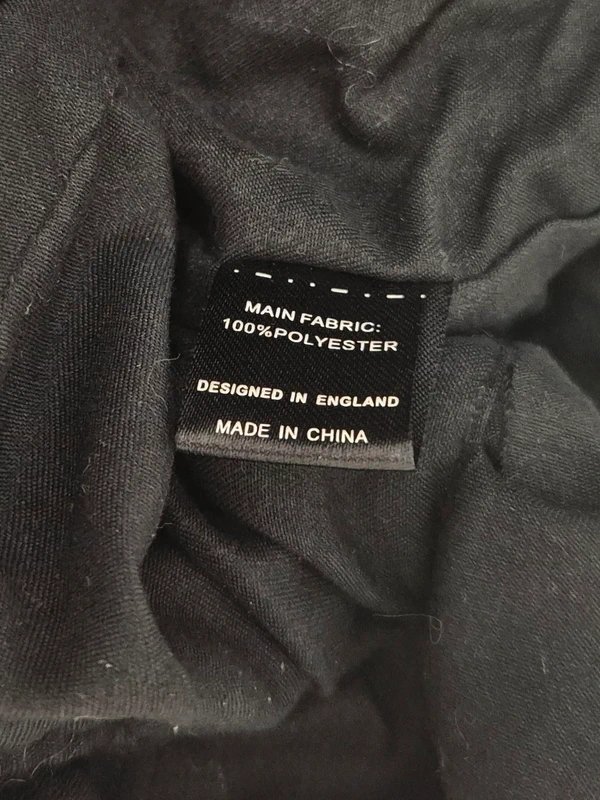 MAIN FABRIC:
100%POLYESTER
DESIGNED IN ENGLAND
MADE IN CHINA